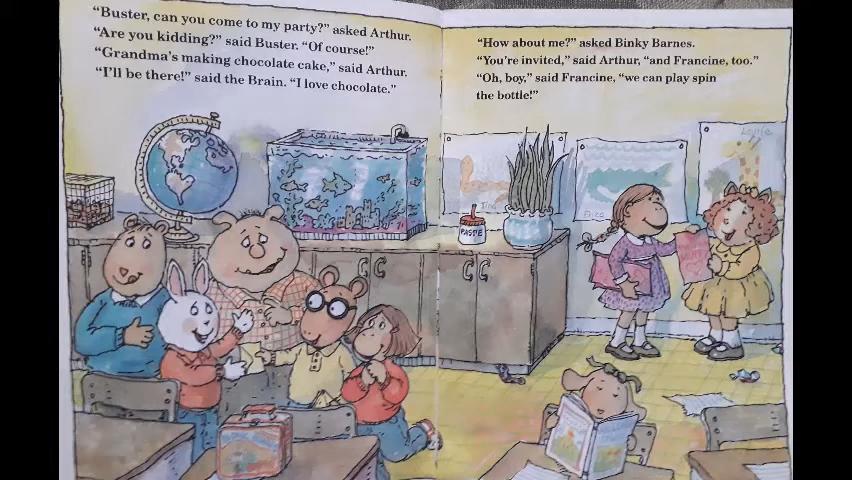 “Buster, can you come to my party?” asked Arthur.
“Are you kidding?” said Buster. “Of course!”
“Grandma’s making chocolate cake,” said Arthur.
“I’ll be there!” said the Brain. “I love chocolate.”
“How about me?” asked Binky Barnes.
“You’re invited,” said Arthur, “and Francine, too.”
“Oh, boy,” said Francine, “we can play spin
the bottle!”
PASTE